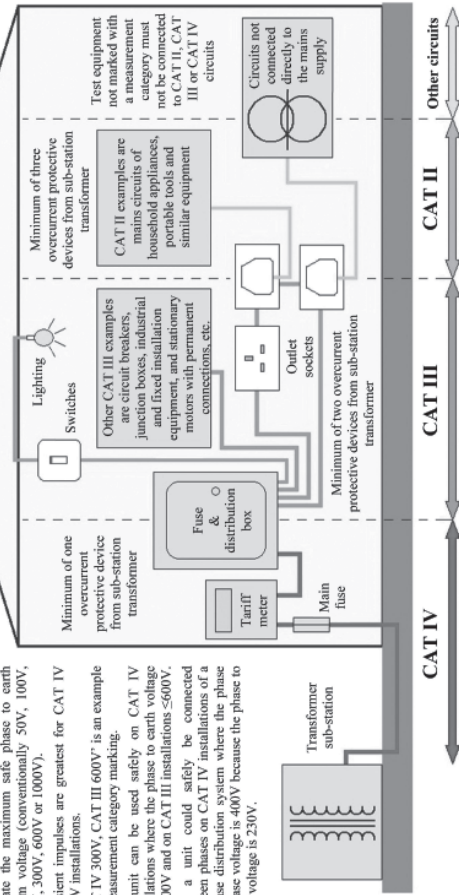 ate the maximum safe phase to earth
m voltage (conventionally 50V, 100V,
, 300V, 600V or 1000V).
sient impulses are greatest for CAT IV
V installations.
IV 300V, CAT III 600V' is an example
asurement category marking.
unit can be used safely on CAT IV
llations where the phase to earth voltage
00V and on CAT III installations ≤600V.
a unit could safely be connected
een phases on CAT IV installations of a
se distribution system where the phase
ase voltage is 400V because the phase to
voltage is 230V.
Transformer
sub-station
Minimum of one
overcurrent
protective device
from sub-station
transformer
Tariff
meter
Main
fuse
Fuse
&
distribution
box
Switches
Lighting
Other CAT III examples
are circuit breakers,
junction boxes, industrial
and fixed installation
equipment, and stationary
motors with permanent
connections, etc.
Outlet
sockets
Minimum of two overcurrent
protective devices from sub-station
transformer
Minimum of three
overcurrent protective
devices from sub-station
transformer
CAT II examples are
mains circuits of
household appliances,
portable tools and
similar equipment
Test equipment
not marked with
a measurement
category must
not be connected
to CAT II, CAT
III or CAT IV
circuits
Circuits not
connected
directly to
the mains
supply
CAT IV
CAT III
CAT II
Other circuits